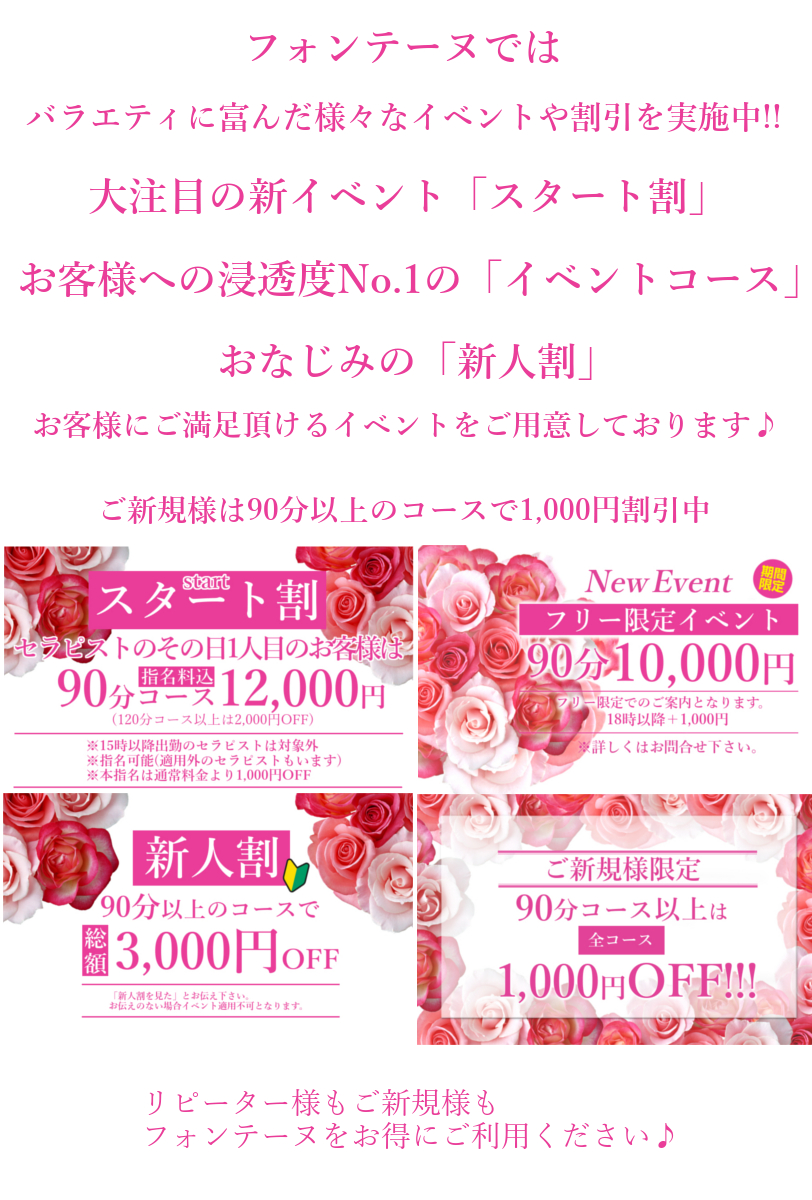 フォンテーヌでは
バラエティに富んだ様々なイベントや割引を実施中!!
大注目の新イベント「スタート割」
お客様への浸透度No.1の「イベントコース」
おなじみの「新人割」
お客様にご満足頂けるイベントをご用意しております♪
ご新規様は90分以上のコースで1,000円割引中
start
スタート割
セラピストのその日1人目のお客様は
指名料込
90分コース12,000円
(120分コース以上は2,000円OFF)
※15時以降出勤のセラピストは対象外
※指名可能(適用外のセラピストもいます)
※本指名は通常料金より1,000円OFF
New Event
期間
限定
フリー限定イベント
90分10,000円
フリー限定でのご案内となります。
18時以降+1,000円
※詳しくはお問合せ下さい。
新人割
90分以上のコースで
総額3,000円OFF
「新人割を見た」とお伝え下さい。
お伝えのない場合イベント適用不可となります。
ご新規様限定
90分コース以上は
全コース
1,000円OFF!!!
リピーター様もご新規様も
フォンテーヌをお得にご利用ください♪